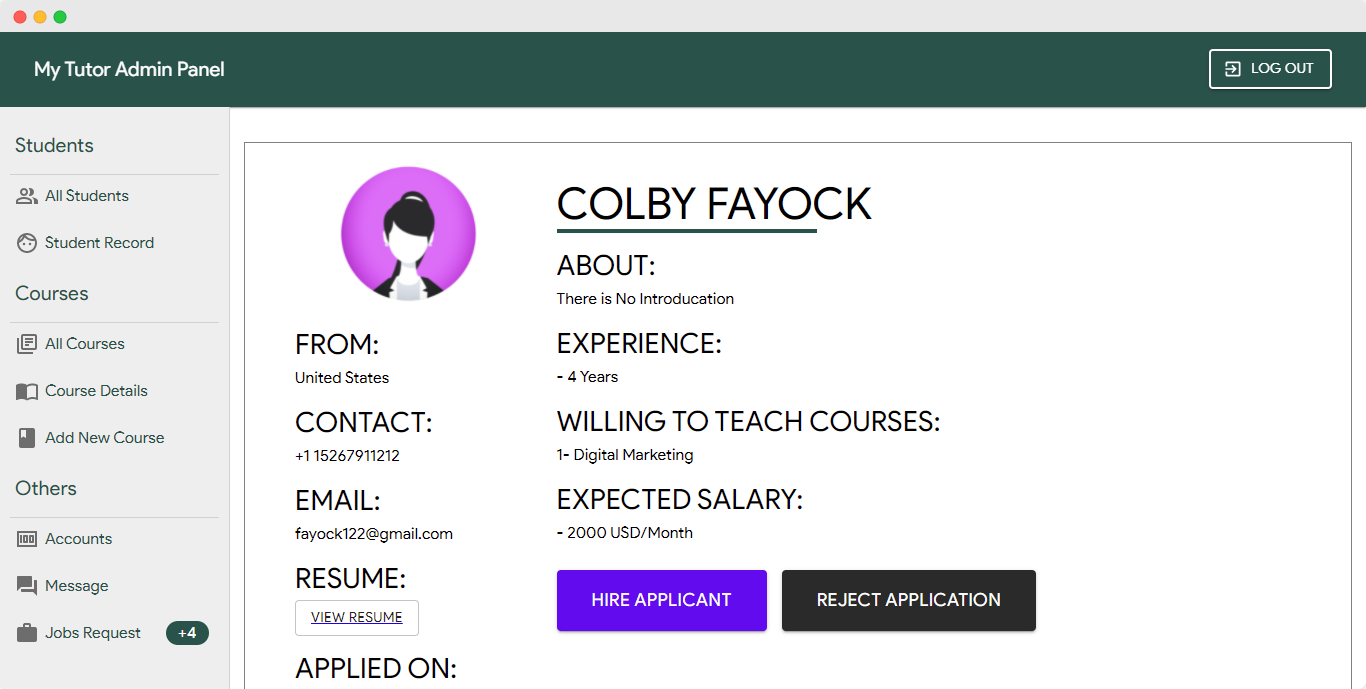 My Tutor Admin Panel
LOG OUT
Students
All Students
Student Record
Courses
All Courses
Course Details
Add New Course
Others
Accounts
Message
Jobs Request
+4
FROM:
United States
CONTACT:
+1 15267911212
EMAIL:
fayock122@gmail.com
RESUME:
VIEW RESUME
APPLIED ON:
COLBY FAYOCK
ABOUT:
There is No Introducation
EXPERIENCE:
- 4 Years
WILLING TO TEACH COURSES:
1- Digital Marketing
EXPECTED SALARY:
- 2000 USD/Month
HIRE APPLICANT
REJECT APPLICATION